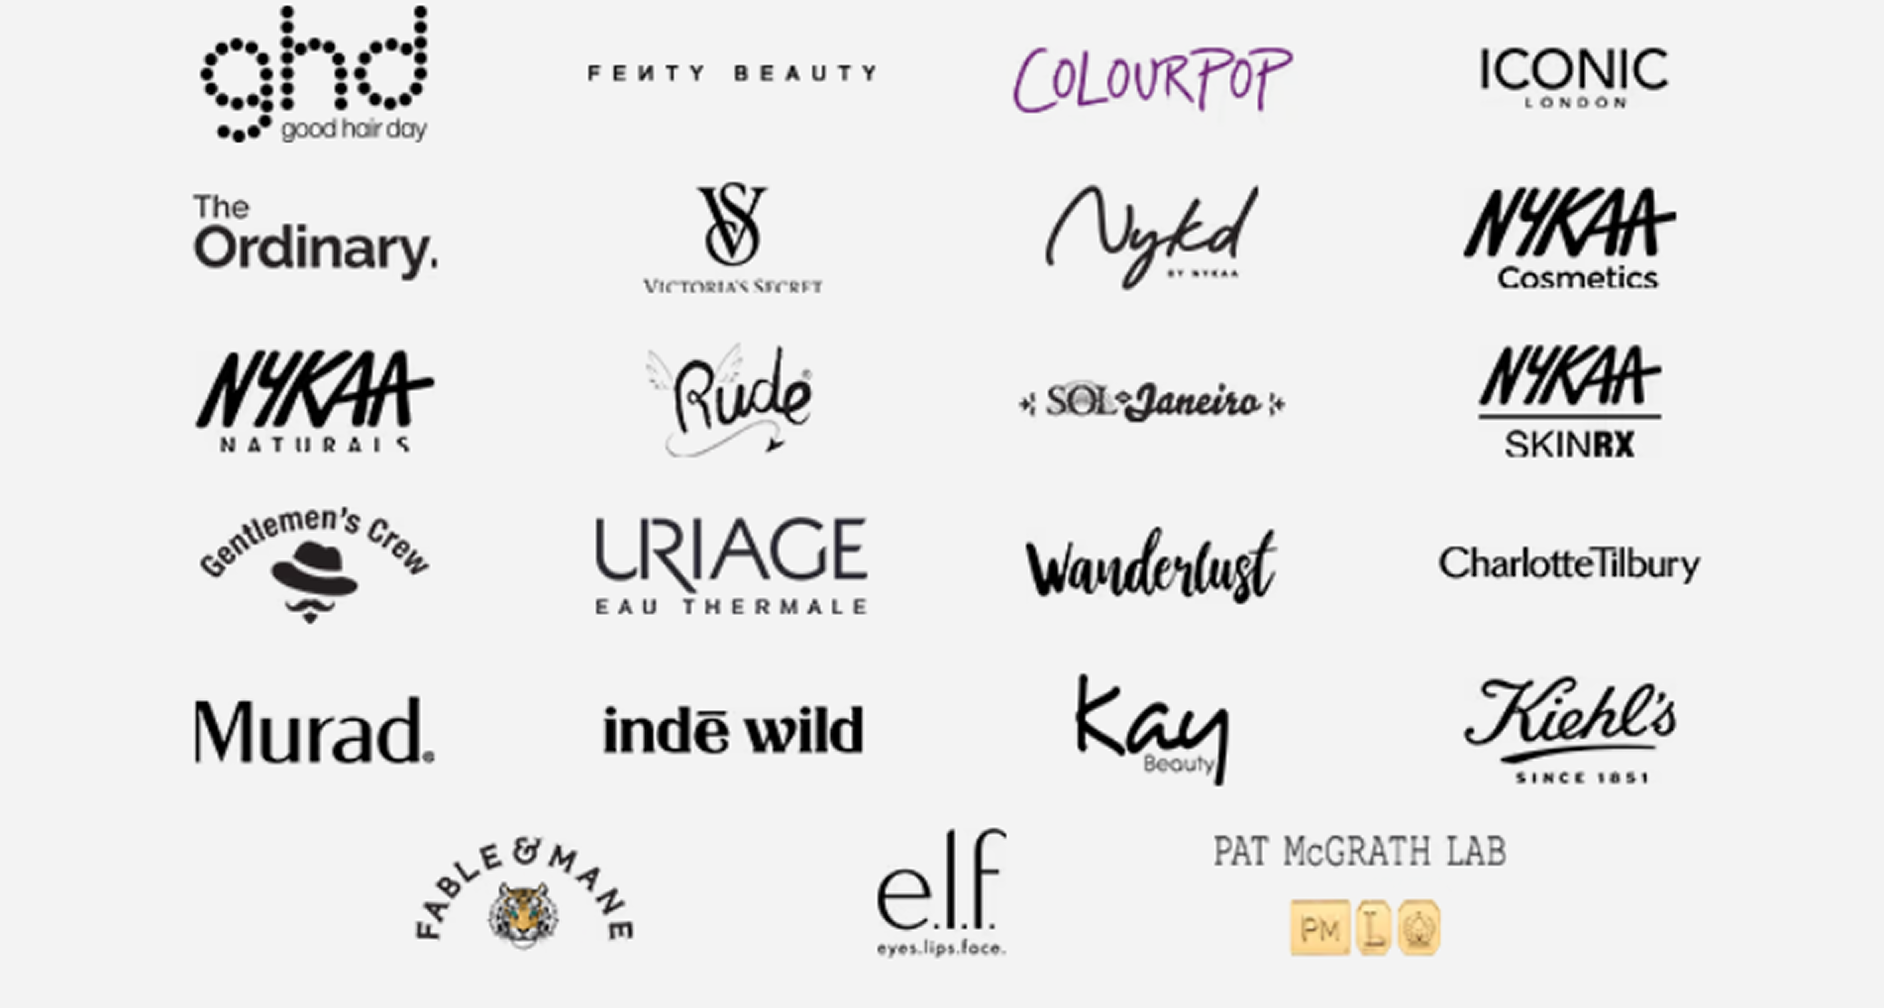 ghd
good hair day
FENTY BEAUTY
COLOURPOP
ICONIC
LONDON
The
Ordinary.
VS
VICTORIA'S SECRET
Nykd
BY NYKAA
NYKAA
Cosmetics
NYKAA
NATURALS
Rude®
SOL de Janeiro
NYKAA
SKINRX
Gentlemen's Crew
URIAGE
EAU THERMALE
Wanderlust
CharlotteTilbury
Murad®
indē wild
Kay
Beauty
Kiehl's
SINCE 1851
FABLE & MANE
e.l.f.
eyes.lips.face.
PAT McGRATH LAB
PM L